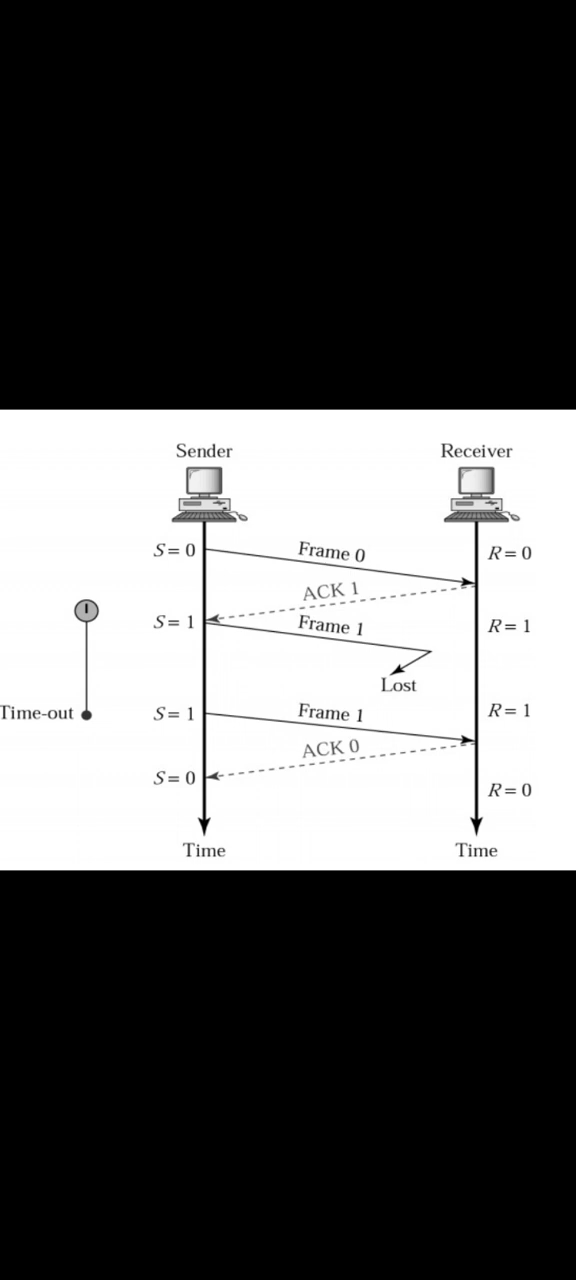 Sender Receiver
S = 0 Frame 0 R = 0
ACK 1
S = 1 Frame 1 R = 1
Lost
Time-out S = 1 Frame 1 R = 1
ACK 0
S = 0 R = 0
Time Time